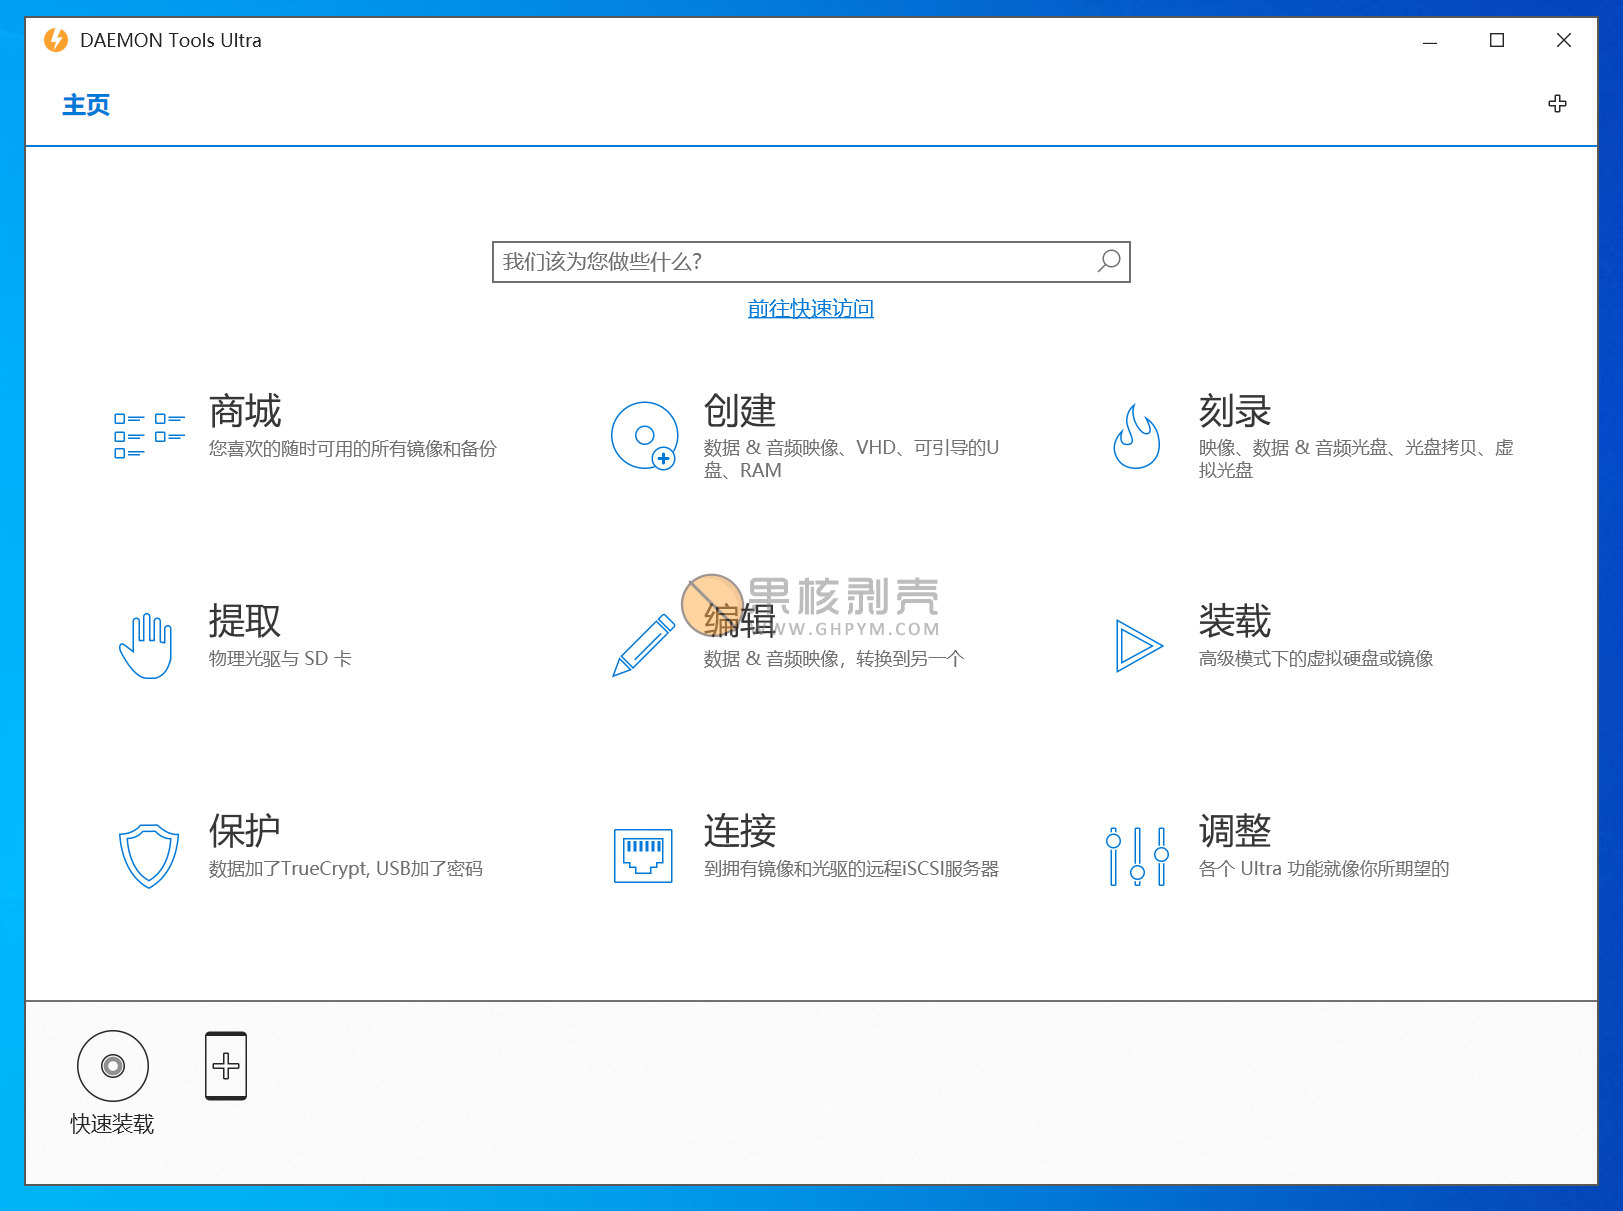 DAEMON Tools Ultra
主页
我们该为您做些什么?
前往快速访问
商城
您喜欢的随时可用的所有镜像和备份
创建
数据 & 音频映像、VHD、可引导的U
盘、RAM
刻录
映像、数据 & 音频光盘、光盘拷贝、虚
拟光盘
提取
物理光驱与 SD 卡
果核剥壳
WWW.GHPYM.COM
编辑
数据 & 音频映像，转换到另一个
装载
高级模式下的虚拟硬盘或镜像
保护
数据加了TrueCrypt, USB加了密码
连接
到拥有镜像和光驱的远程iSCSI服务器
调整
各个 Ultra 功能就像你所期望的
快速装载